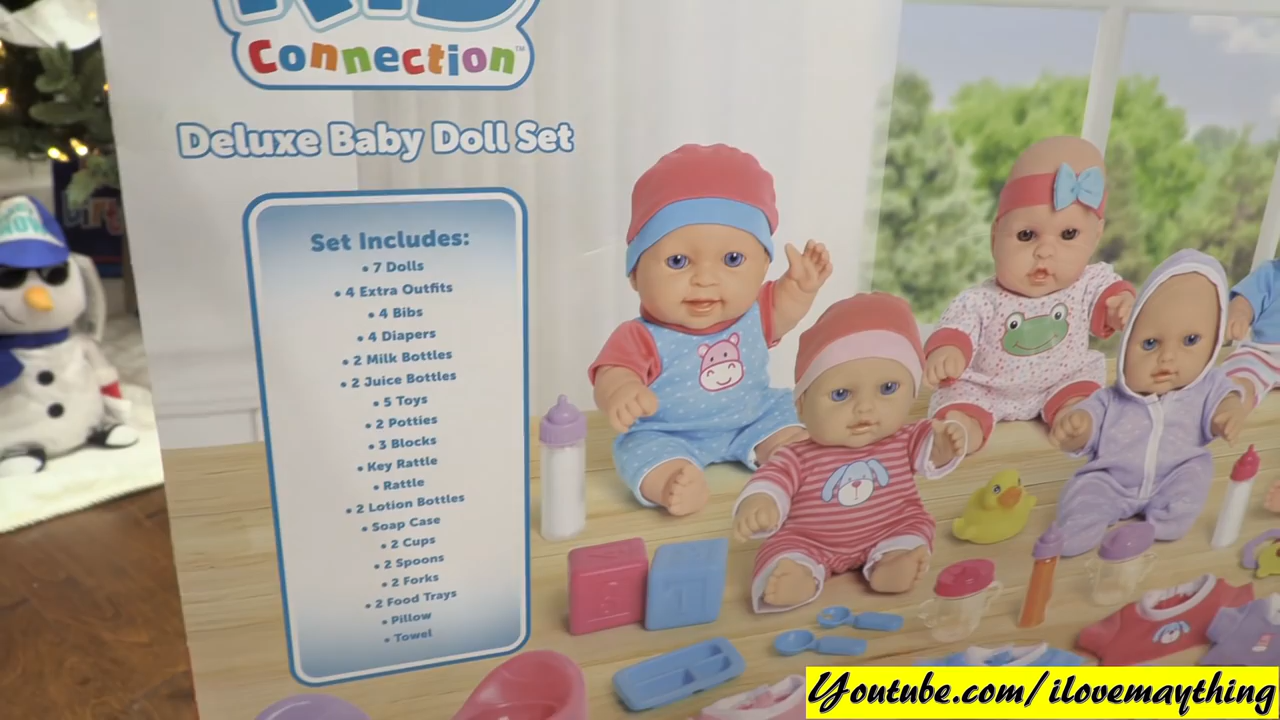 KID
Connection™
Deluxe Baby Doll Set
Set Includes:
• 7 Dolls
• 4 Extra Outfits
• 4 Bibs
• 4 Diapers
• 2 Milk Bottles
• 2 Juice Bottles
• 5 Toys
• 2 Potties
• 3 Blocks
• Key Rattle
• Rattle
• 2 Lotion Bottles
• Soap Case
• 2 Cups
• 2 Spoons
• 2 Forks
• 2 Food Trays
• Pillow
• Towel
Youtube.com/ilovemaything